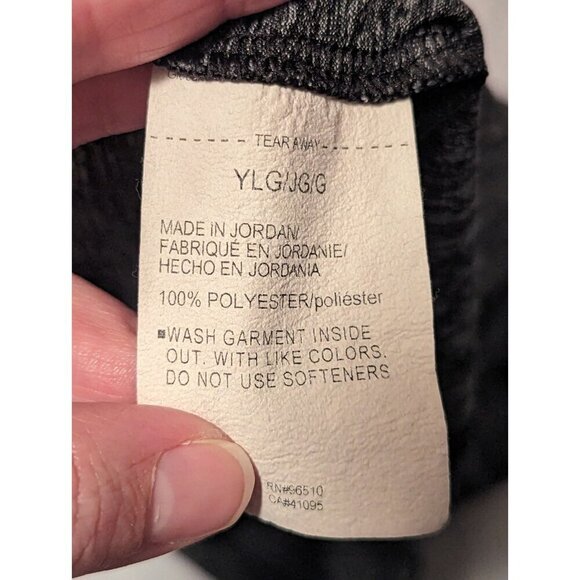 TEAR AWAY
YLG/JG/G
MADE IN JORDAN/
FABRIQUÉ EN JORDANIE/
HECHO EN JORDANIA
100% POLYESTER/poliéster
WASH GARMENT INSIDE
OUT. WITH LIKE COLORS.
DO NOT USE SOFTENERS
RN#96510
CA#41095